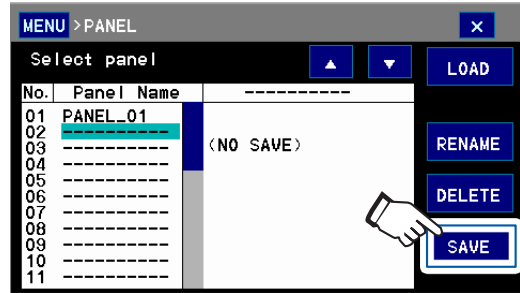 MENU >PANEL ×
Select panel ▲ ▼ LOAD
No. Panel Name ----------
01 PANEL_01
02 ----------
03 ---------- (NO SAVE) RENAME
04 ----------
05 ----------
06 ---------- DELETE
07 ----------
08 ----------
09 ---------- SAVE
10 ----------
11 ----------